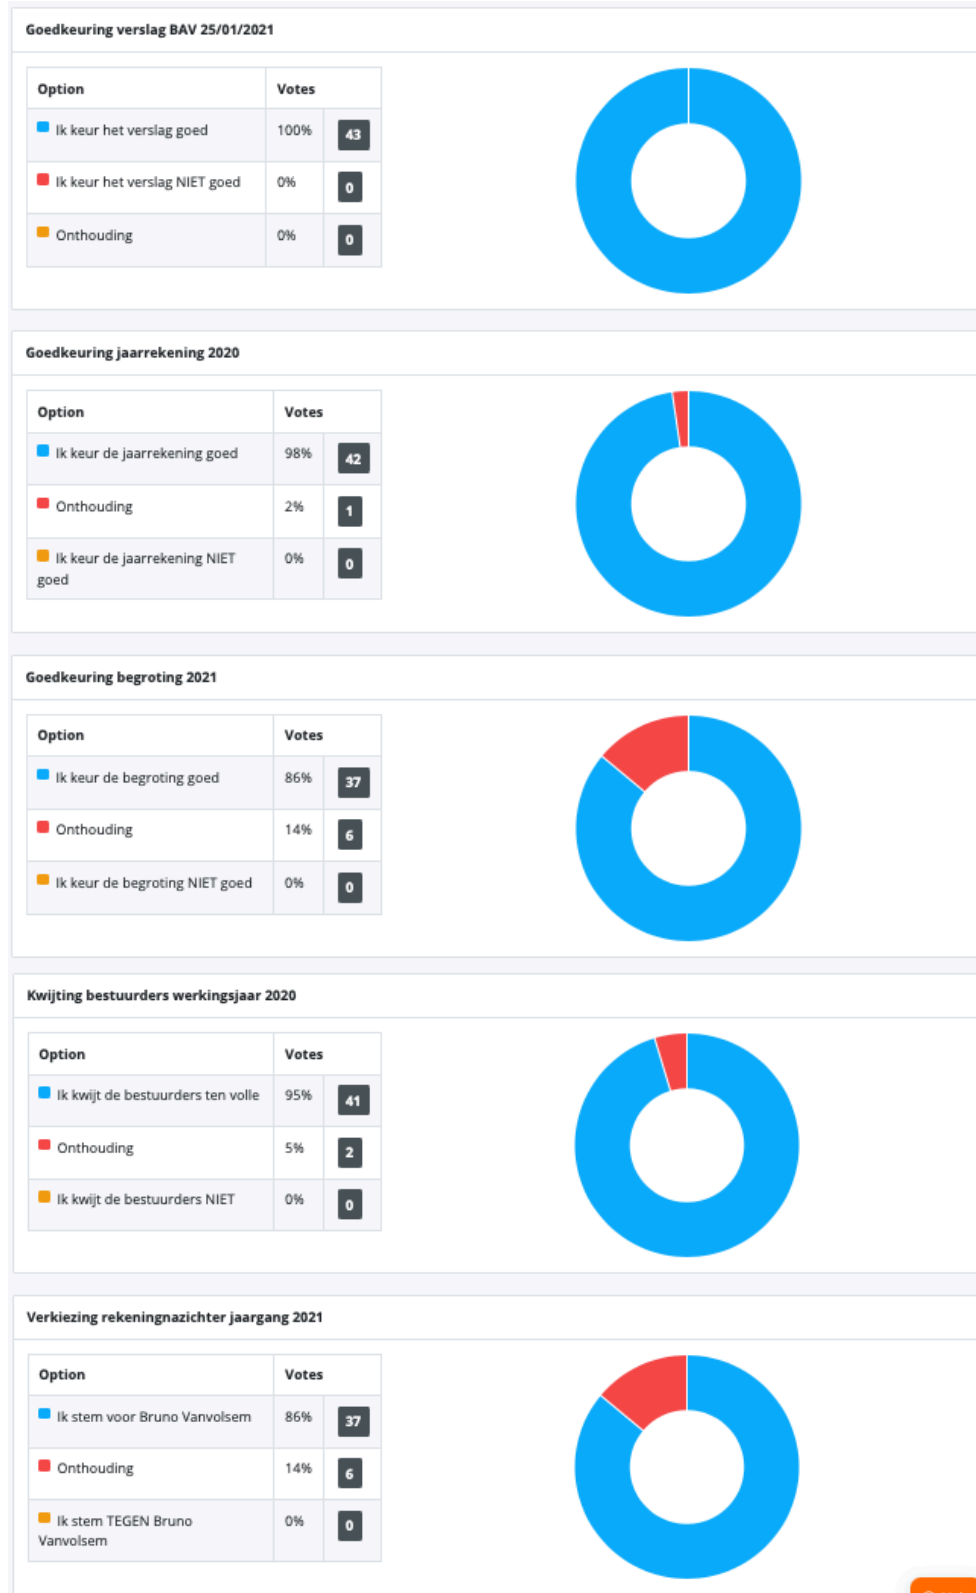 Goedkeuring verslag BAV 25/01/2021
Option Votes
Ik keur het verslag goed 100% 43
Ik keur het verslag NIET goed 0% 0
Onthouding 0% 0
Goedkeuring jaarrekening 2020
Option Votes
Ik keur de jaarrekening goed 98% 42
Onthouding 2% 1
Ik keur de jaarrekening NIET 0% 0
goed
Goedkeuring begroting 2021
Option Votes
Ik keur de begroting goed 86% 37
Onthouding 14% 6
Ik keur de begroting NIET goed 0% 0
Kwijting bestuurders werkingsjaar 2020
Option Votes
Ik kwijt de bestuurders ten volle 95% 41
Onthouding 5% 2
Ik kwijt de bestuurders NIET 0% 0
Verkiezing rekeningnazichter jaargang 2021
Option Votes
Ik stem voor Bruno Vanvolsem 86% 37
Onthouding 14% 6
Ik stem TEGEN Bruno 0% 0
Vanvolsem